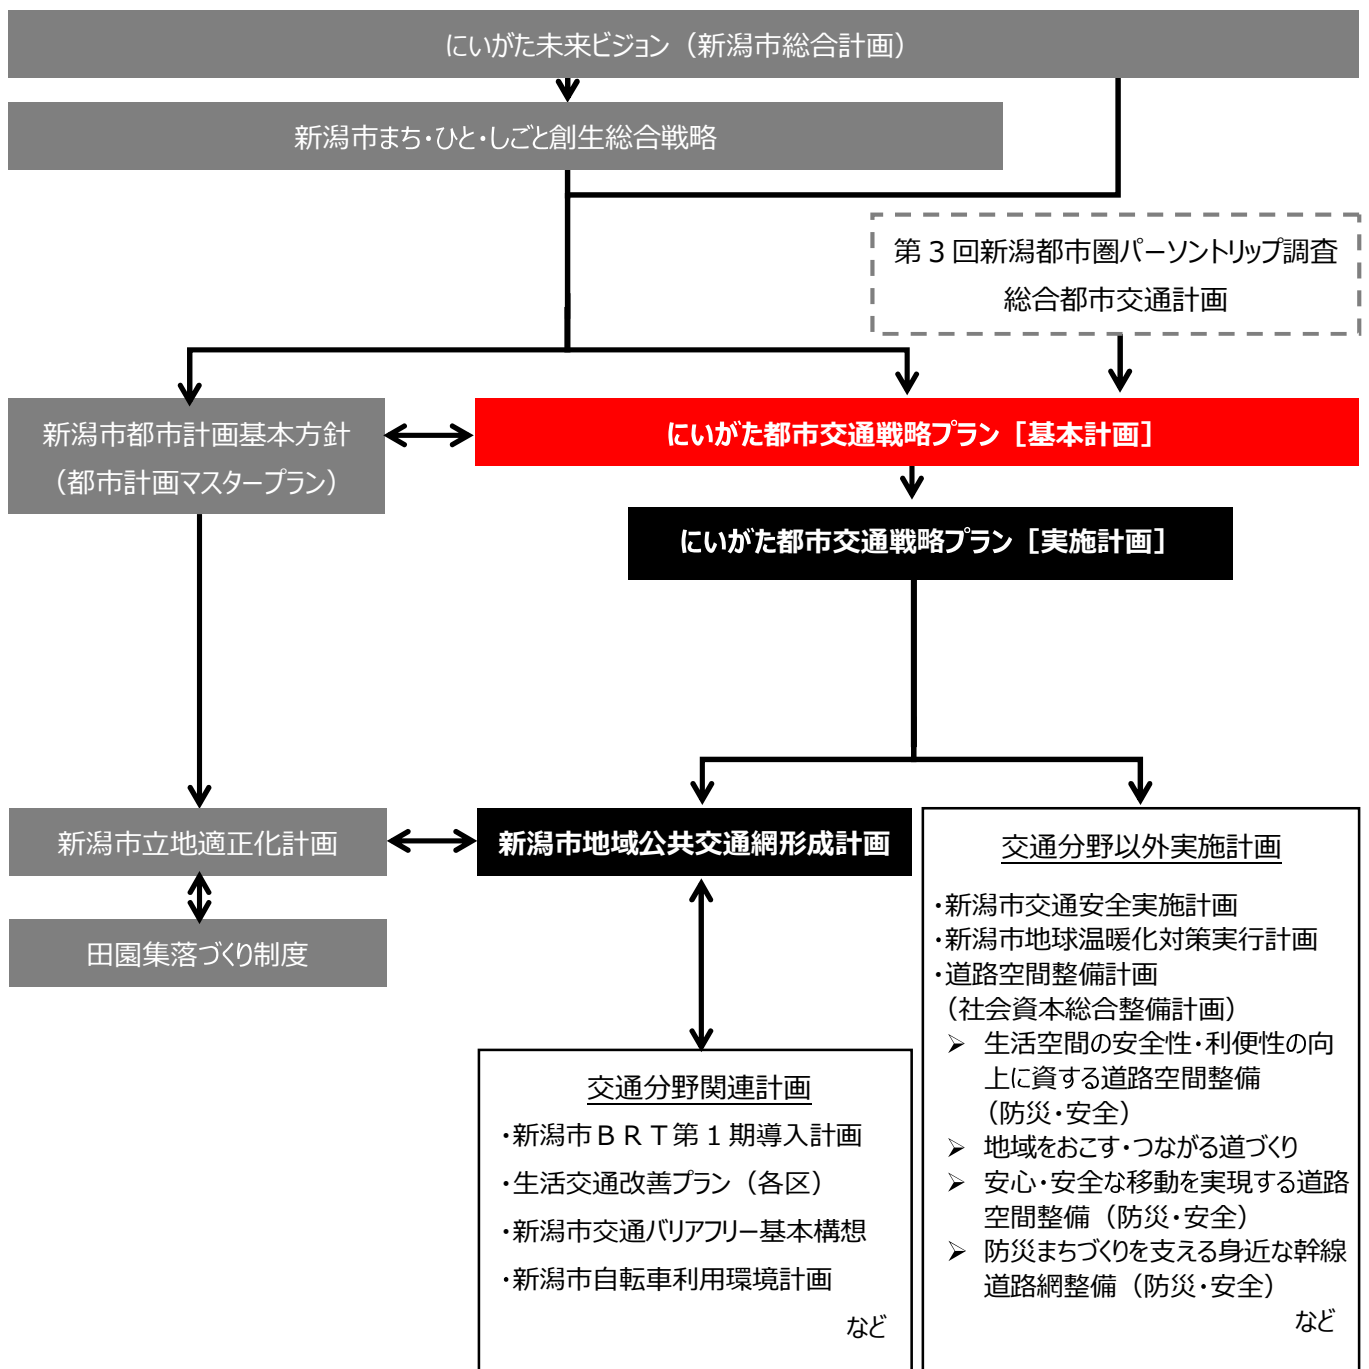 にいがた未来ビジョン（新潟市総合計画）
新潟市まち・ひと・しごと創生総合戦略
第３回新潟都市圏パーソントリップ調査
総合都市交通計画
新潟市都市計画基本方針
（都市計画マスタープラン）
にいがた都市交通戦略プラン［基本計画］
にいがた都市交通戦略プラン［実施計画］
新潟市立地適正化計画
田園集落づくり制度
新潟市地域公共交通網形成計画
交通分野関連計画
・新潟市ＢＲＴ第１期導入計画
・生活交通改善プラン（各区）
・新潟市交通バリアフリー基本構想
・新潟市自転車利用環境計画
など
交通分野以外実施計画
・新潟市交通安全実施計画
・新潟市地球温暖化対策実行計画
・道路空間整備計画
（社会資本総合整備計画）
➢ 生活空間の安全性・利便性の向
上に資する道路空間整備
（防災・安全）
➢ 地域をおこす・つながる道づくり
➢ 安心・安全な移動を実現する道路
空間整備（防災・安全）
➢ 防災まちづくりを支える身近な幹線
道路網整備（防災・安全）
など